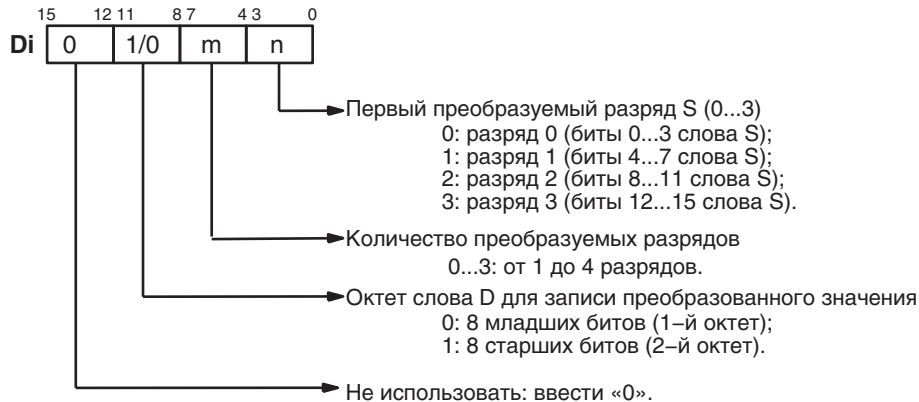 15 12 11 8 7 4 3 0
Di 0 1/0 m n
Первый преобразуемый разряд S (0...3)
0: разряд 0 (биты 0...3 слова S);
1: разряд 1 (биты 4...7 слова S);
2: разряд 2 (биты 8...11 слова S);
3: разряд 3 (биты 12...15 слова S).
Количество преобразуемых разрядов
0...3: от 1 до 4 разрядов.
Октет слова D для записи преобразованного значения
0: 8 младших битов (1–й октет);
1: 8 старших битов (2–й октет).
Не использовать: ввести «0».